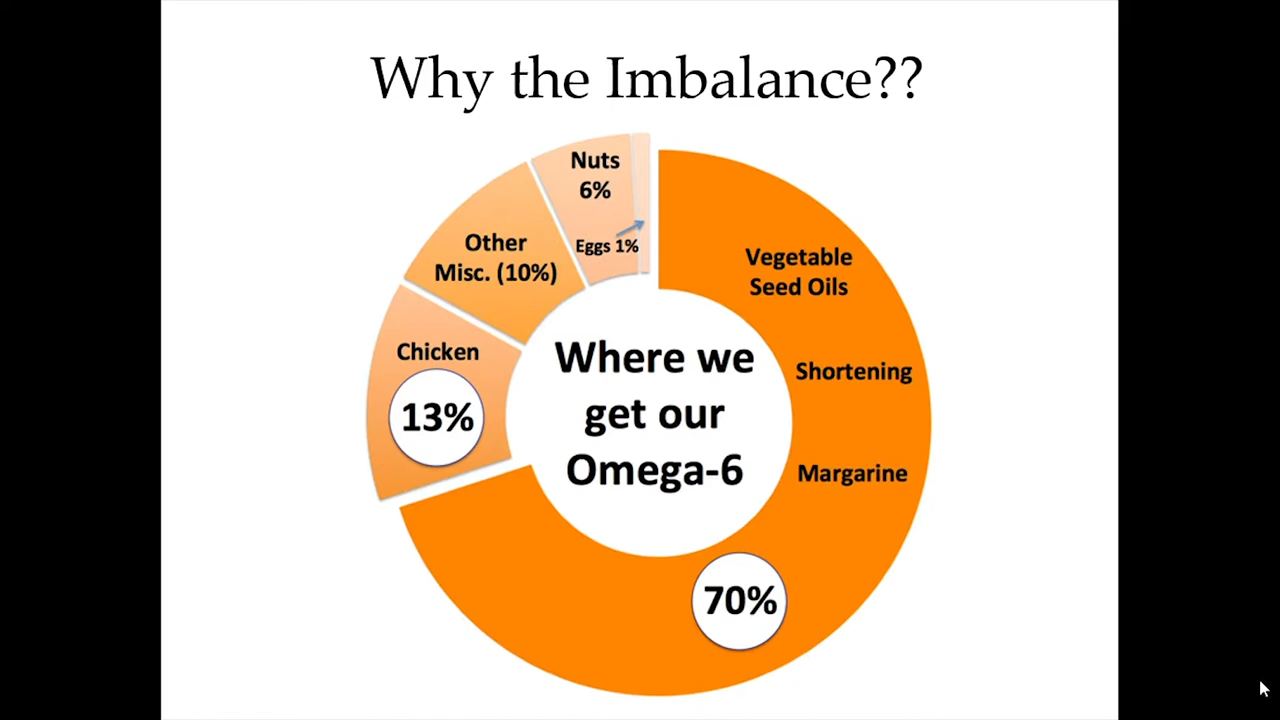 Why the Imbalance??
Nuts
6%
Eggs 1%
Other
Misc. (10%)
Chicken
13%
Where we
get our
Omega-6
Vegetable
Seed Oils
Shortening
Margarine
70%